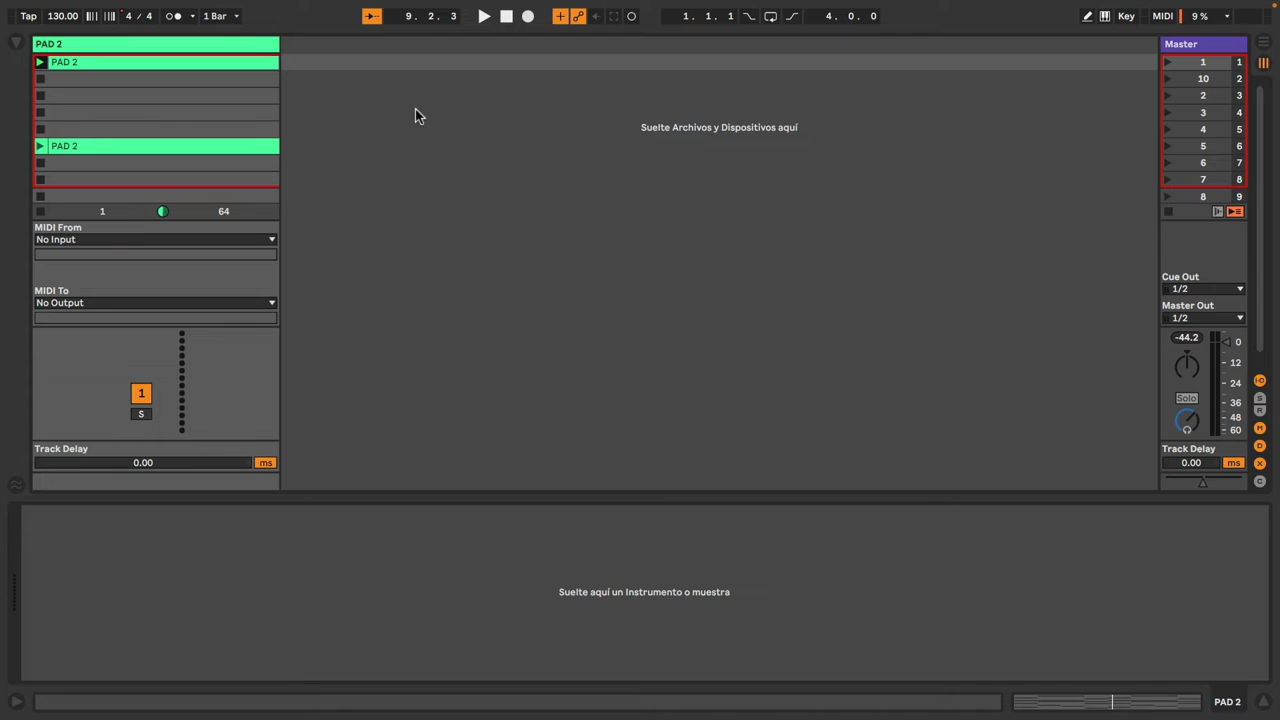 Tap 130.00 4 / 4 1 Bar 9. 2. 3 1. 1. 1 4. 0. 0 Key MIDI 9 %
PAD 2 Master
PAD 2 1 1
10 2
2 3
3 4
Suelte Archivos y Dispositivos aquí
4 5
PAD 2 5 6
6 7
7 8
8 9
1 64
MIDI From
No Input
Cue Out
1/2
MIDI To
No Output
Master Out
1/2
-44.2 0
12
24
1 36
Solo
S 48
60
Track Delay Track Delay
0.00 ms 0.00 ms
I·O
S
R
M
D
X
C
Suelte aquí un Instrumento o muestra
PAD 2